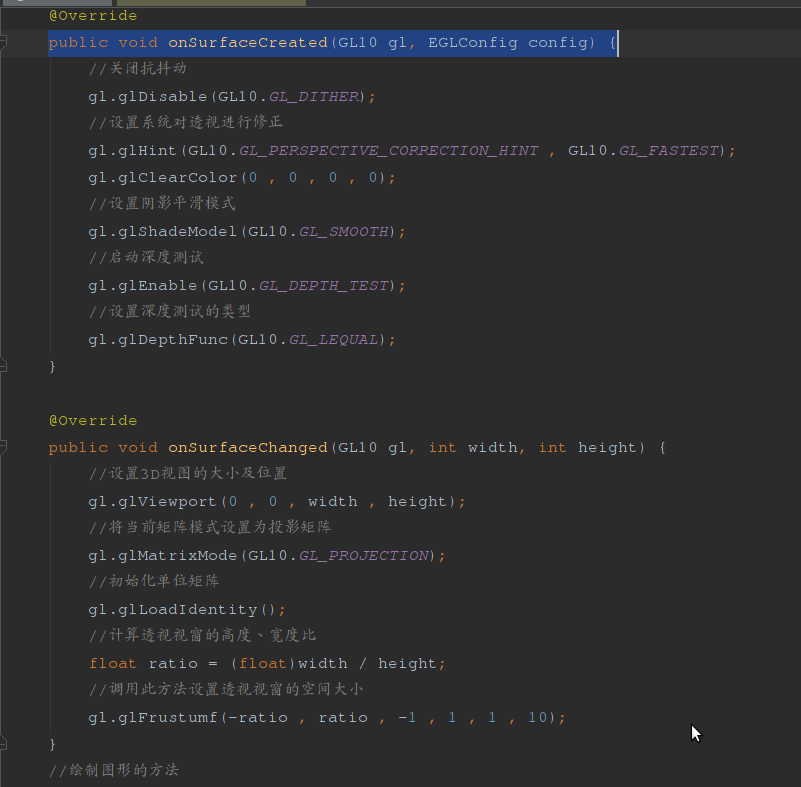 @Override
public void onSurfaceCreated(GL10 gl, EGLConfig config) {
//关闭抗抖动
gl.glDisable(GL10.GL_DITHER);
//设置系统对透视进行修正
gl.glHint(GL10.GL_PERSPECTIVE_CORRECTION_HINT , GL10.GL_FASTEST);
gl.glClearColor(0 , 0 , 0 , 0);
//设置阴影平滑模式
gl.glShadeModel(GL10.GL_SMOOTH);
//启动深度测试
gl.glEnable(GL10.GL_DEPTH_TEST);
//设置深度测试的类型
gl.glDepthFunc(GL10.GL_LEQUAL);
}
@Override
public void onSurfaceChanged(GL10 gl, int width, int height) {
//设置3D视图的大小及位置
gl.glViewport(0 , 0 , width , height);
//将当前矩阵模式设置为投影矩阵
gl.glMatrixMode(GL10.GL_PROJECTION);
//初始化单位矩阵
gl.glLoadIdentity();
//计算透视视窗的高度、宽度比
float ratio = (float)width / height;
//调用此方法设置透视视窗的空间大小
gl.glFrustumf(-ratio , ratio , -1 , 1 , 1 , 10);
}
//绘制图形的方法